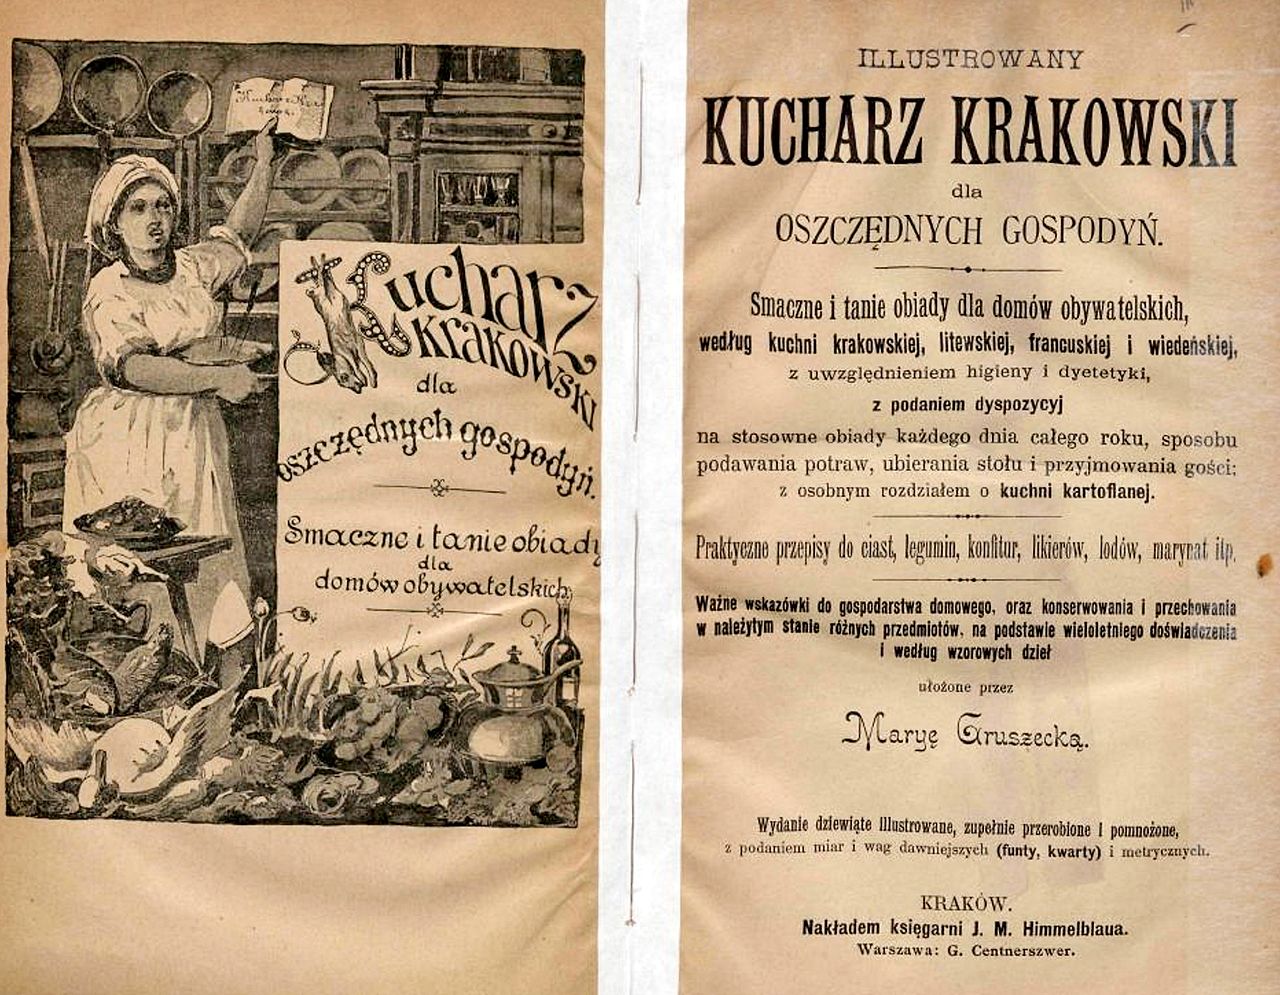 Kucharz
krakowski
dla
oszczędnych gospodyń.
Smaczne i tanie obiady
dla
domów obywatelskich
ILLUSTROWANY
KUCHARZ KRAKOWSKI
dla
OSZCZĘDNYCH GOSPODYŃ.
Smaczne i tanie obiady dla domów obywatelskich,
według kuchni krakowskiej, litewskiej, francuskiej i wiedeńskiej,
z uwzględnieniem higieny i dyetetyki,
z podaniem dyspozycyj
na stosowne obiady każdego dnia całego roku, sposobu
podawania potraw, ubierania stołu i przyjmowania gości;
z osobnym rozdziałem o kuchni kartoflanej.
Praktyczne przepisy do ciast, legumin, konfitur, likierów, lodów, marynat itp.
Ważne wskazówki do gospodarstwa domowego, oraz konserwowania i przechowania
w należytym stanie różnych przedmiotów, na podstawie wieloletniego doświadczenia
i według wzorowych dzieł
ułożone przez
Maryę Gruszecką.
Wydanie dziewiąte illustrowane, zupełnie przerobione i pomnożone,
z podaniem miar i wag dawniejszych (funty, kwarty) i metrycznych.
KRAKÓW.
Nakładem księgarni J. M. Himmelblaua.
Warszawa: G. Centnerszwer.